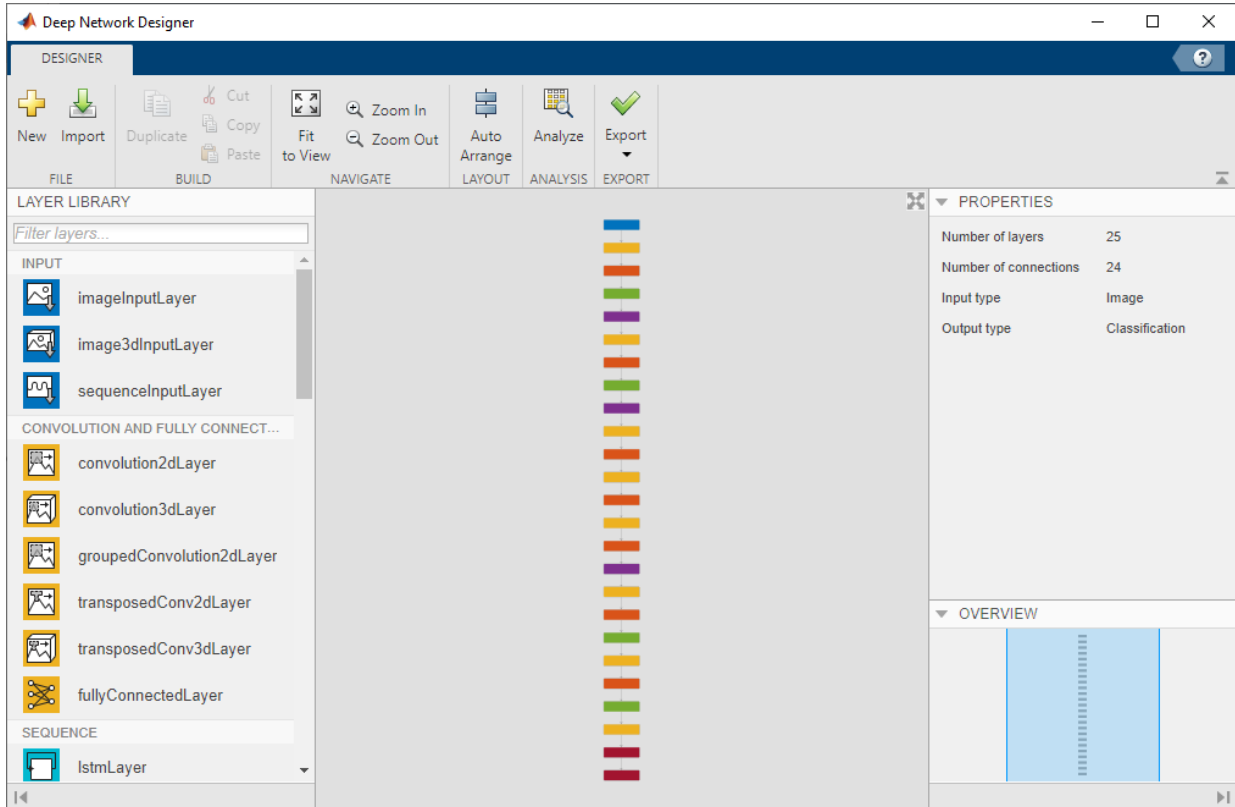 Deep Network Designer
DESIGNER
?
New
Import
Duplicate
Cut
Copy
Paste
Fit
to View
Zoom In
Zoom Out
Auto
Arrange
Analyze
Export
FILE
BUILD
NAVIGATE
LAYOUT
ANALYSIS
EXPORT
LAYER LIBRARY
Filter layers...
INPUT
imageInputLayer
image3dInputLayer
sequenceInputLayer
CONVOLUTION AND FULLY CONNECT...
convolution2dLayer
convolution3dLayer
groupedConvolution2dLayer
transposedConv2dLayer
transposedConv3dLayer
fullyConnectedLayer
SEQUENCE
lstmLayer
PROPERTIES
Number of layers 25
Number of connections 24
Input type Image
Output type Classification
OVERVIEW